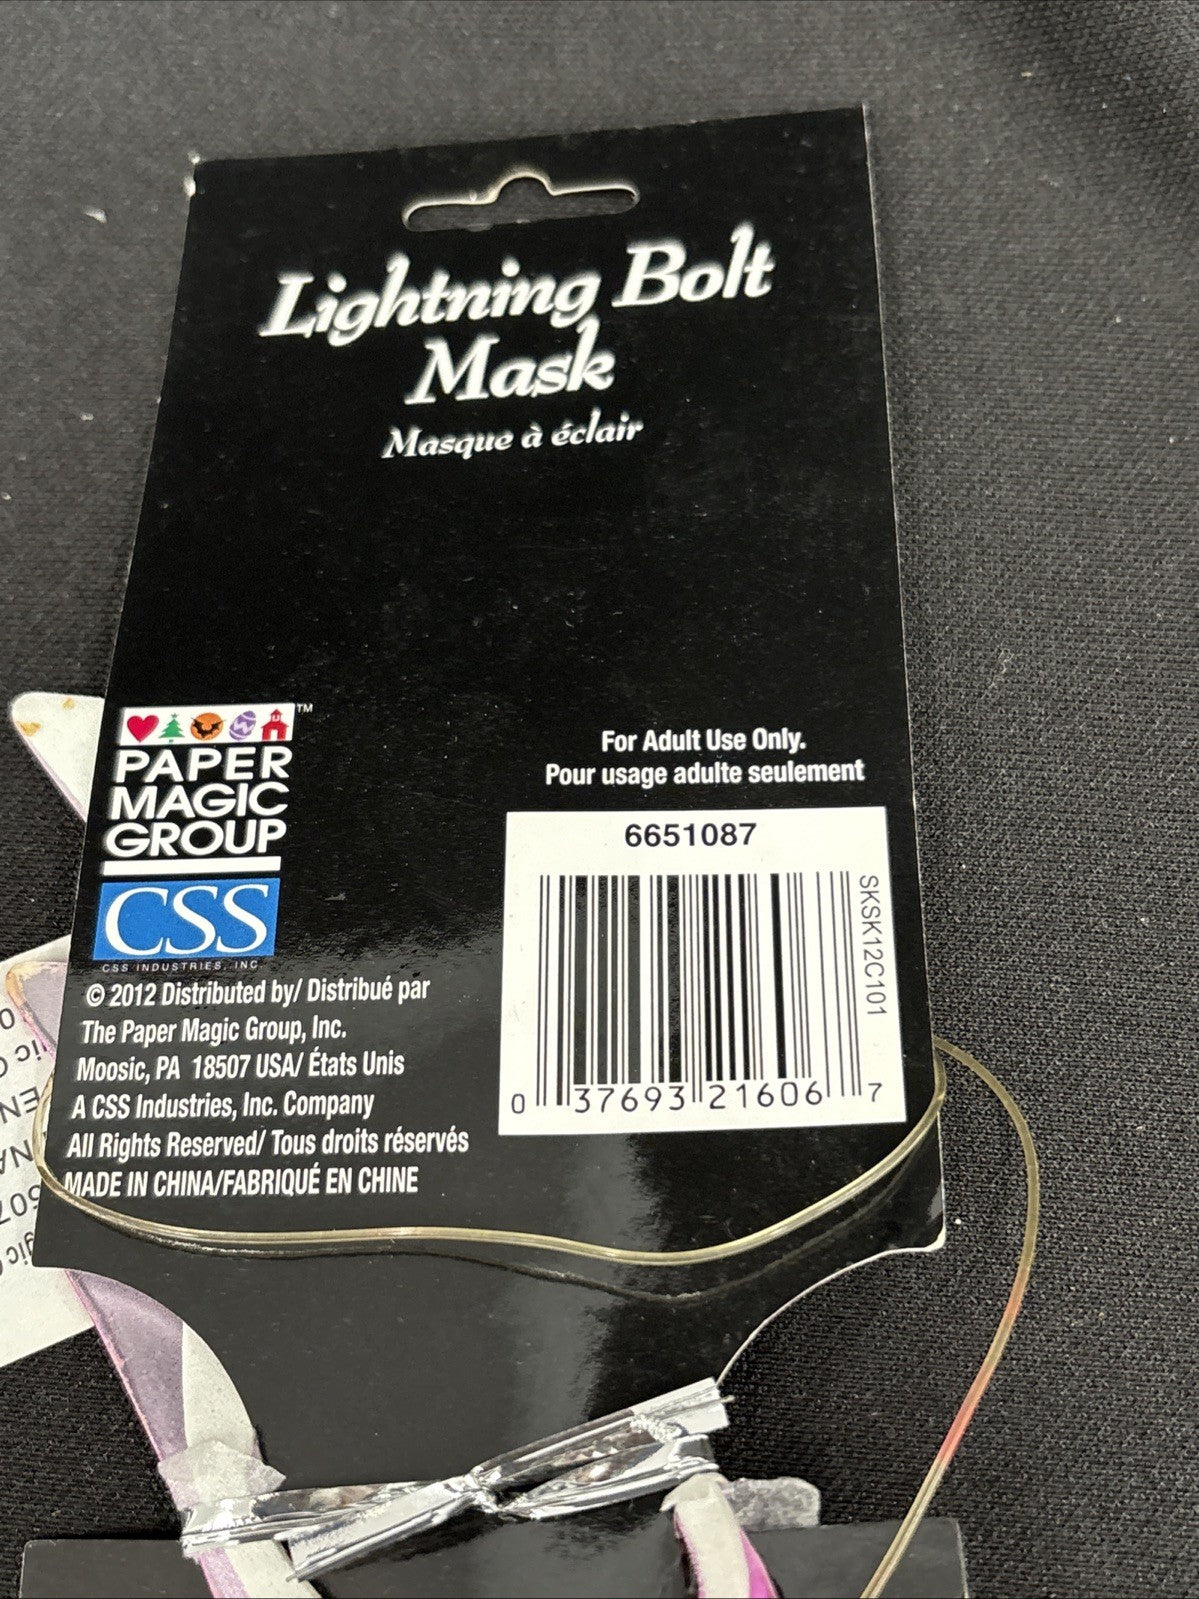 Lightning Bolt
Mask
Masque à éclair
™
PAPER
MAGIC
GROUP
CSS
CSS INDUSTRIES, INC.
© 2012 Distributed by/ Distribué par
The Paper Magic Group, Inc.
Moosic, PA 18507 USA/ États Unis
A CSS Industries, Inc. Company
All Rights Reserved/ Tous droits réservés
MADE IN CHINA/FABRIQUÉ EN CHINE
For Adult Use Only.
Pour usage adulte seulement
6651087
SKSK12C101
0 37693 21606 7